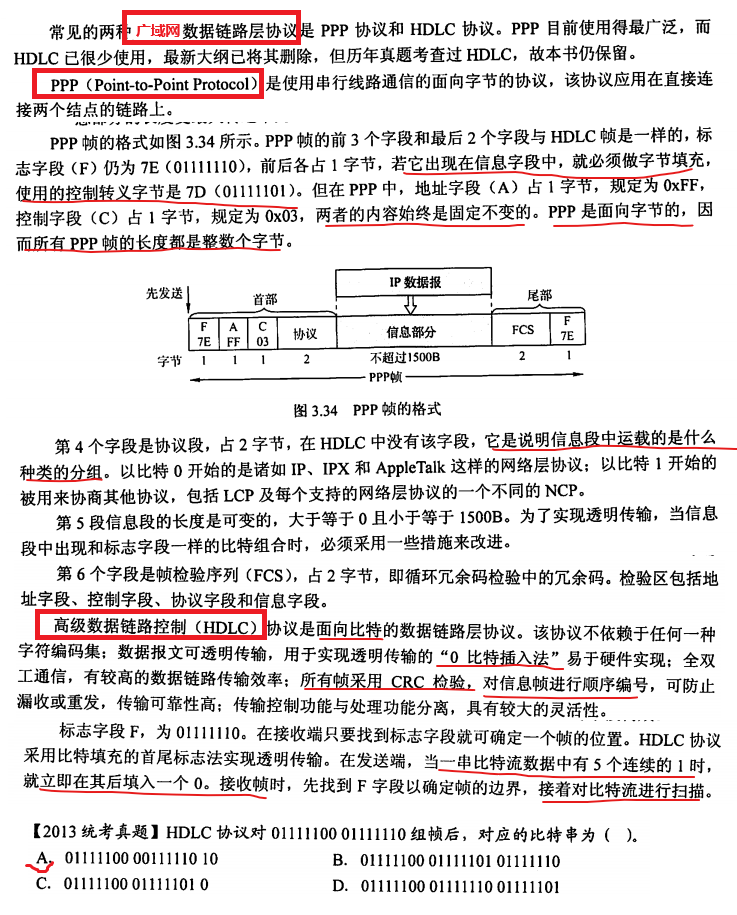 常见的两种广域网数据链路层协议是 PPP 协议和 HDLC 协议。PPP 目前使用得最广泛，而
HDLC 已很少使用，最新大纲已将其删除，但历年真题考查过 HDLC，故本书仍保留。
PPP（Point-to-Point Protocol）是使用串行线路通信的面向字节的协议，该协议应用在直接连
接两个结点的链路上。
PPP 帧的格式如图 3.34 所示。PPP 帧的前 3 个字段和最后 2 个字段与 HDLC 帧是一样的，标
志字段（F）仍为 7E（01111110），前后各占 1 字节，若它出现在信息字段中，就必须做字节填充，
使用的控制转义字节是 7D（01111101）。但在 PPP 中，地址字段（A）占 1 字节，规定为 0xFF，
控制字段（C）占 1 字节，规定为 0x03，两者的内容始终是固定不变的。PPP 是面向字节的，因
而所有 PPP 帧的长度都是整数个字节。
IP 数据报
先发送
首部
尾部
F A C 协议 信息部分 FCS F
7E FF 03 7E
字节 1 1 1 2 不超过1500B 2 1
PPP帧
图 3.34 PPP 帧的格式
第 4 个字段是协议段，占 2 字节，在 HDLC 中没有该字段，它是说明信息段中运载的是什么
种类的分组。以比特 0 开始的是诸如 IP、IPX 和 AppleTalk 这样的网络层协议；以比特 1 开始的
被用来协商其他协议，包括 LCP 及每个支持的网络层协议的一个不同的 NCP。
第 5 段信息段的长度是可变的，大于等于 0 且小于等于 1500B。为了实现透明传输，当信息
段中出现和标志字段一样的比特组合时，必须采用一些措施来改进。
第 6 个字段是帧检验序列（FCS），占 2 字节，即循环冗余码检验中的冗余码。检验区包括地
址字段、控制字段、协议字段和信息字段。
高级数据链路控制（HDLC）协议是面向比特的数据链路层协议。该协议不依赖于任何一种
字符编码集；数据报文可透明传输，用于实现透明传输的“0 比特插入法”易于硬件实现；全双
工通信，有较高的数据链路传输效率；所有帧采用 CRC 检验，对信息帧进行顺序编号，可防止
漏收或重发，传输可靠性高；传输控制功能与处理功能分离，具有较大的灵活性。
标志字段 F，为 01111110。在接收端只要找到标志字段就可确定一个帧的位置。HDLC 协议
采用比特填充的首尾标志法实现透明传输。在发送端，当一串比特流数据中有 5 个连续的 1 时，
就立即在其后填入一个 0。接收帧时，先找到 F 字段以确定帧的边界，接着对比特流进行扫描。
【2013 统考真题】HDLC 协议对 01111100 01111110 组帧后，对应的比特串为（ ）。
A. 01111100 00111110 10 B. 01111100 01111101 01111110
C. 01111100 01111101 0 D. 01111100 01111110 01111101